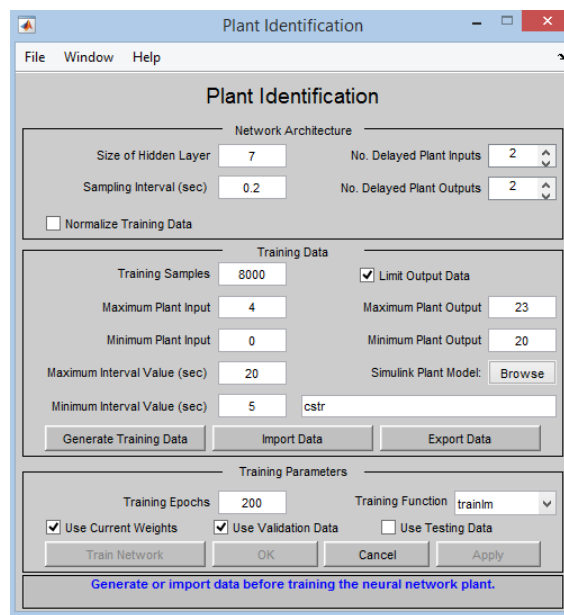 Plant Identification
File Window Help
Plant Identification
Network Architecture
Size of Hidden Layer 7 No. Delayed Plant Inputs 2
Sampling Interval (sec) 0.2 No. Delayed Plant Outputs 2
Normalize Training Data
Training Data
Training Samples 8000 Limit Output Data
Maximum Plant Input 4 Maximum Plant Output 23
Minimum Plant Input 0 Minimum Plant Output 20
Maximum Interval Value (sec) 20 Simulink Plant Model: Browse
Minimum Interval Value (sec) 5 cstr
Generate Training Data Import Data Export Data
Training Parameters
Training Epochs 200 Training Function trainlm
Use Current Weights Use Validation Data Use Testing Data
Train Network OK Cancel Apply
Generate or import data before training the neural network plant.